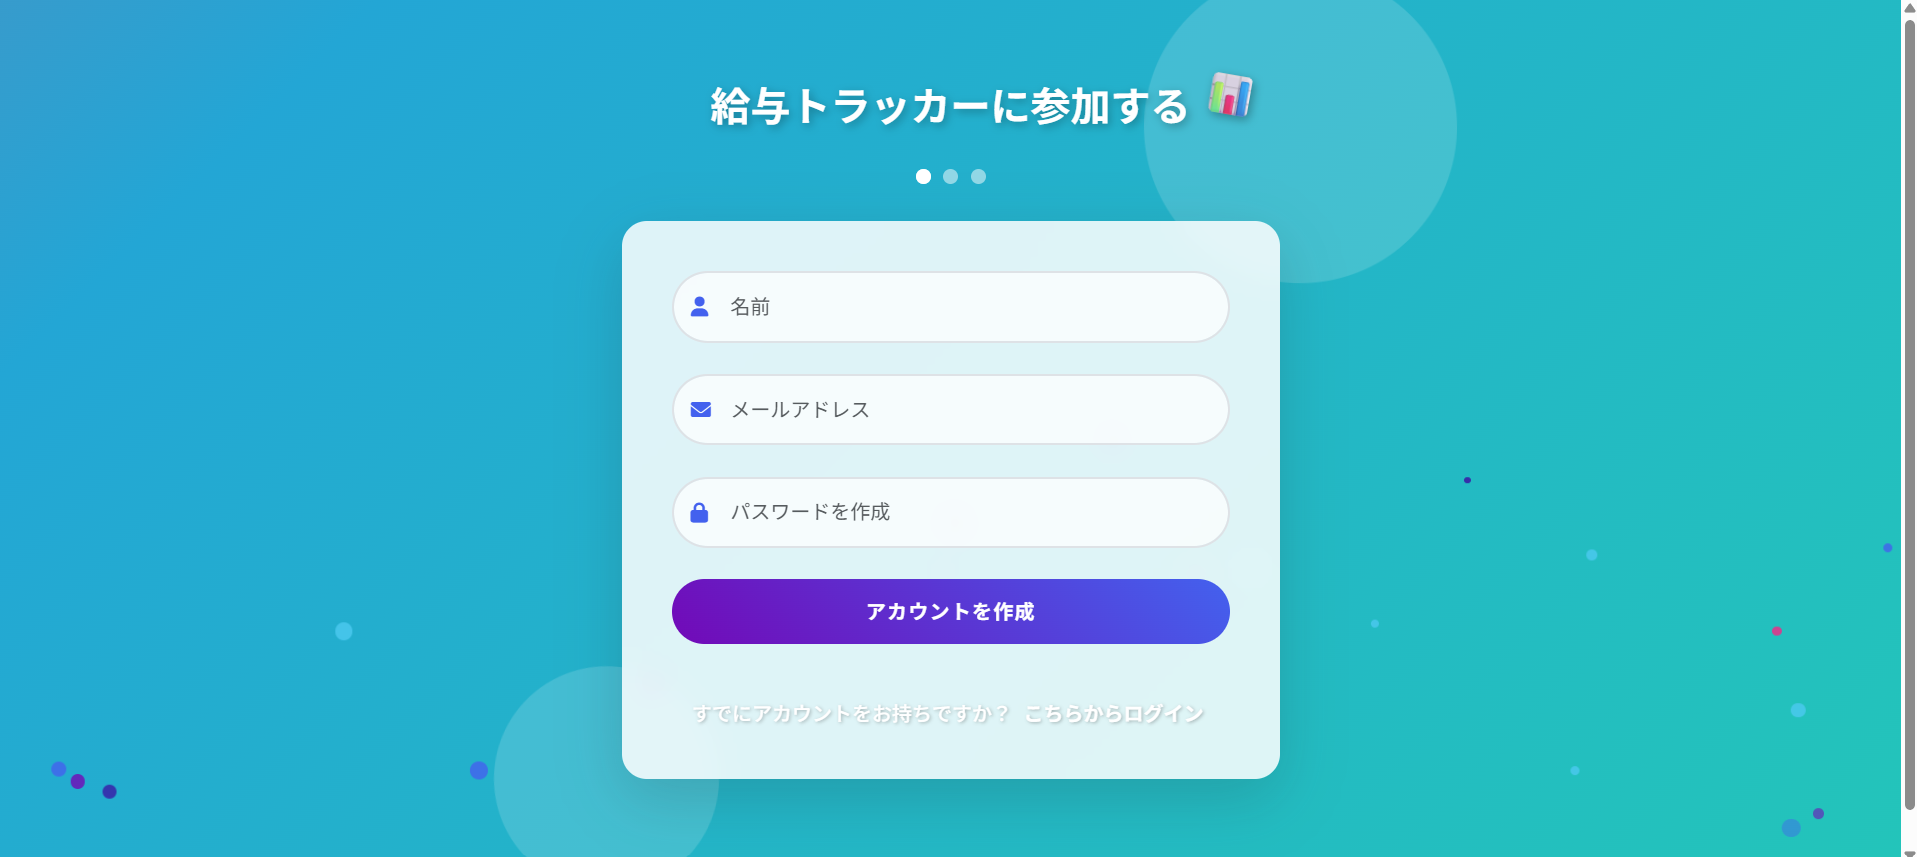 給与トラッカーに参加する
名前
メールアドレス
パスワードを作成
アカウントを作成
すでにアカウントをお持ちですか? こちらからログイン